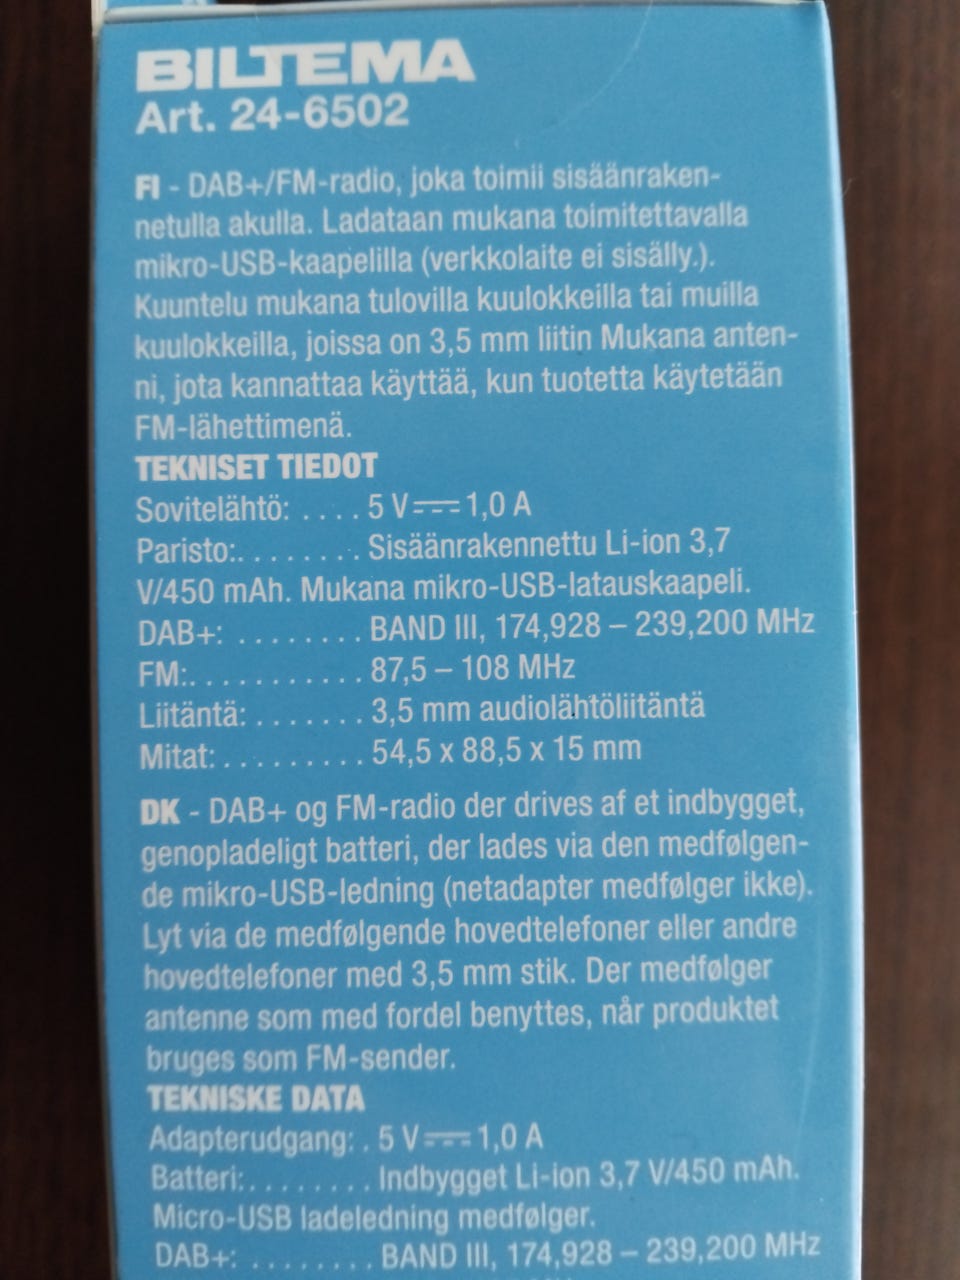 BILTEMA
Art. 24-6502
FI - DAB+/FM-radio, joka toimii sisäänraken-
netulla akulla. Ladataan mukana toimitettavalla
mikro-USB-kaapelilla (verkkolaite ei sisälly.).
Kuuntelu mukana tulovilla kuulokkeilla tai muilla
kuulokkeilla, joissa on 3,5 mm liitin Mukana anten-
ni, jota kannattaa käyttää, kun tuotetta käytetään
FM-lähettimenä.
TEKNISET TIEDOT
Sovitelähtö: .... 5 V⎓1,0 A
Paristo:........ Sisäänrakennettu Li-ion 3,7
V/450 mAh. Mukana mikro-USB-latauskaapeli.
DAB+: ........ BAND III, 174,928 – 239,200 MHz
FM:........... 87,5 – 108 MHz
Liitäntä: ....... 3,5 mm audiolähtöliitäntä
Mitat: ......... 54,5 x 88,5 x 15 mm
DK - DAB+ og FM-radio der drives af et indbygget,
genopladeligt batteri, der lades via den medfølgen-
de mikro-USB-ledning (netadapter medfølger ikke).
Lyt via de medfølgende hovedtelefoner eller andre
hovedtelefoner med 3,5 mm stik. Der medfølger
antenne som med fordel benyttes, når produktet
bruges som FM-sender.
TEKNISKE DATA
Adapterudgang: . 5 V⎓1,0 A
Batteri:........ Indbygget Li-ion 3,7 V/450 mAh.
Micro-USB ladeledning medfølger.
DAB+: ........ BAND III, 174,928 – 239,200 MHz